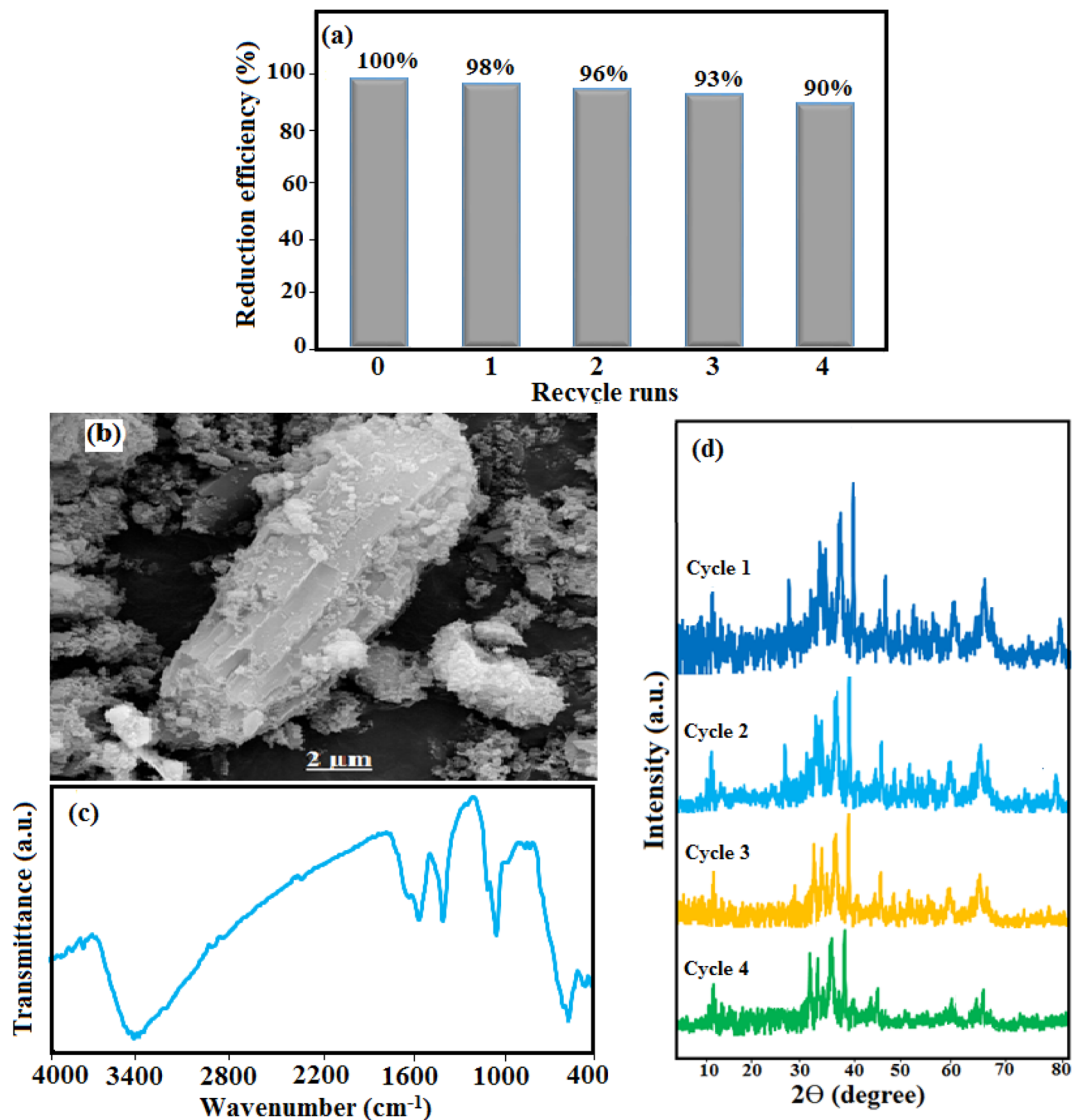 (a)
Reduction efficiency (%)
100
80
60
40
20
0
100%
98%
96%
93%
90%
0 1 2 3 4
Recycle runs
(b)
2 μm
(c)
Transmittance (a.u.)
4000 3400 2800 2200 1600 1000 400
Wavenumber (cm⁻¹)
(d)
Intensity (a.u.)
Cycle 1
Cycle 2
Cycle 3
Cycle 4
10 20 30 40 50 60 70 80
2Θ (degree)